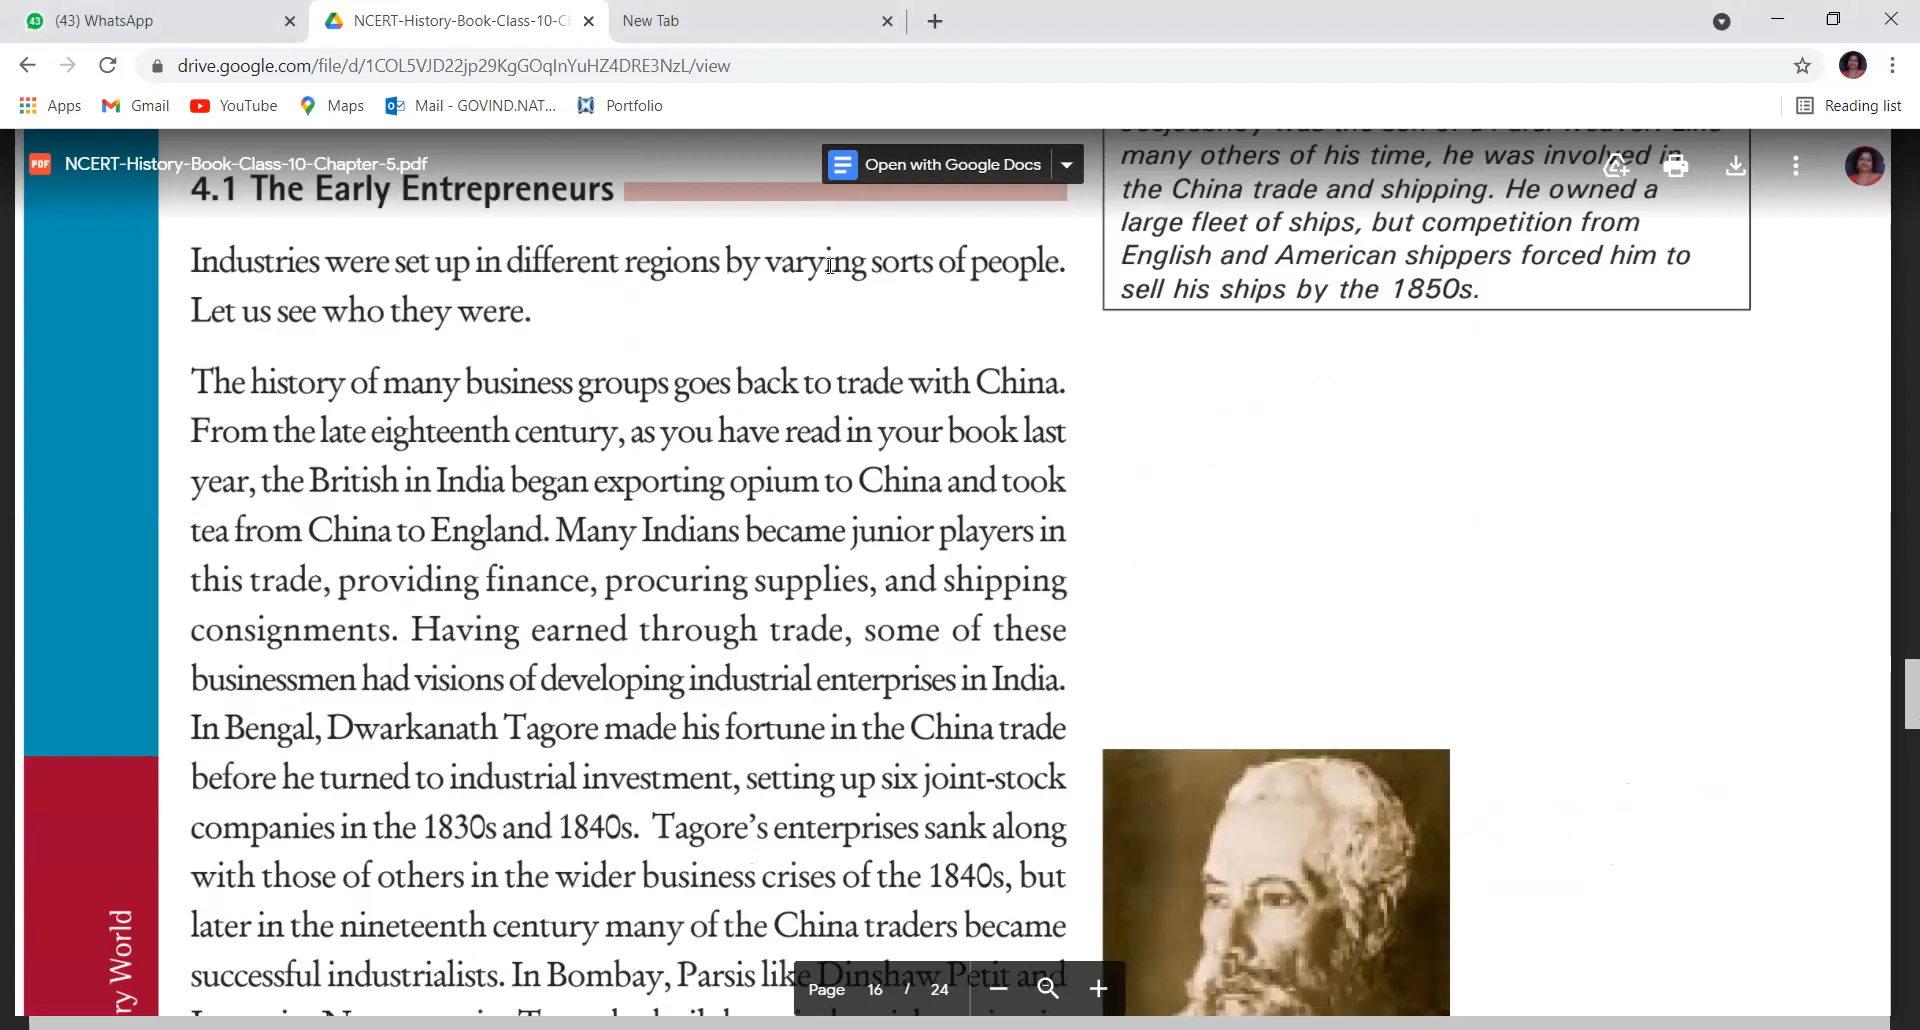 43
(43) WhatsApp
NCERT-History-Book-Class-10-C
New Tab
drive.google.com/file/d/1COL5VJD22jp29KgGOqInYuHZ4DRE3NzL/view
Apps
Gmail
YouTube
Maps
Mail - GOVIND.NAT...
Portfolio
Reading list
PDF
NCERT-History-Book-Class-10-Chapter-5.pdf
Open with Google Docs
4.1 The Early Entrepreneurs
Industries were set up in different regions by varying sorts of people.
Let us see who they were.
The history of many business groups goes back to trade with China.
From the late eighteenth century, as you have read in your book last
year, the British in India began exporting opium to China and took
tea from China to England. Many Indians became junior players in
this trade, providing finance, procuring supplies, and shipping
consignments. Having earned through trade, some of these
businessmen had visions of developing industrial enterprises in India.
In Bengal, Dwarkanath Tagore made his fortune in the China trade
before he turned to industrial investment, setting up six joint-stock
companies in the 1830s and 1840s. Tagore's enterprises sank along
with those of others in the wider business crises of the 1840s, but
later in the nineteenth century many of the China traders became
successful industrialists. In Bombay, Parsis like Dinshaw Petit and
many others of his time, he was involved in
the China trade and shipping. He owned a
large fleet of ships, but competition from
English and American shippers forced him to
sell his ships by the 1850s.
ry World
Page 16 / 24